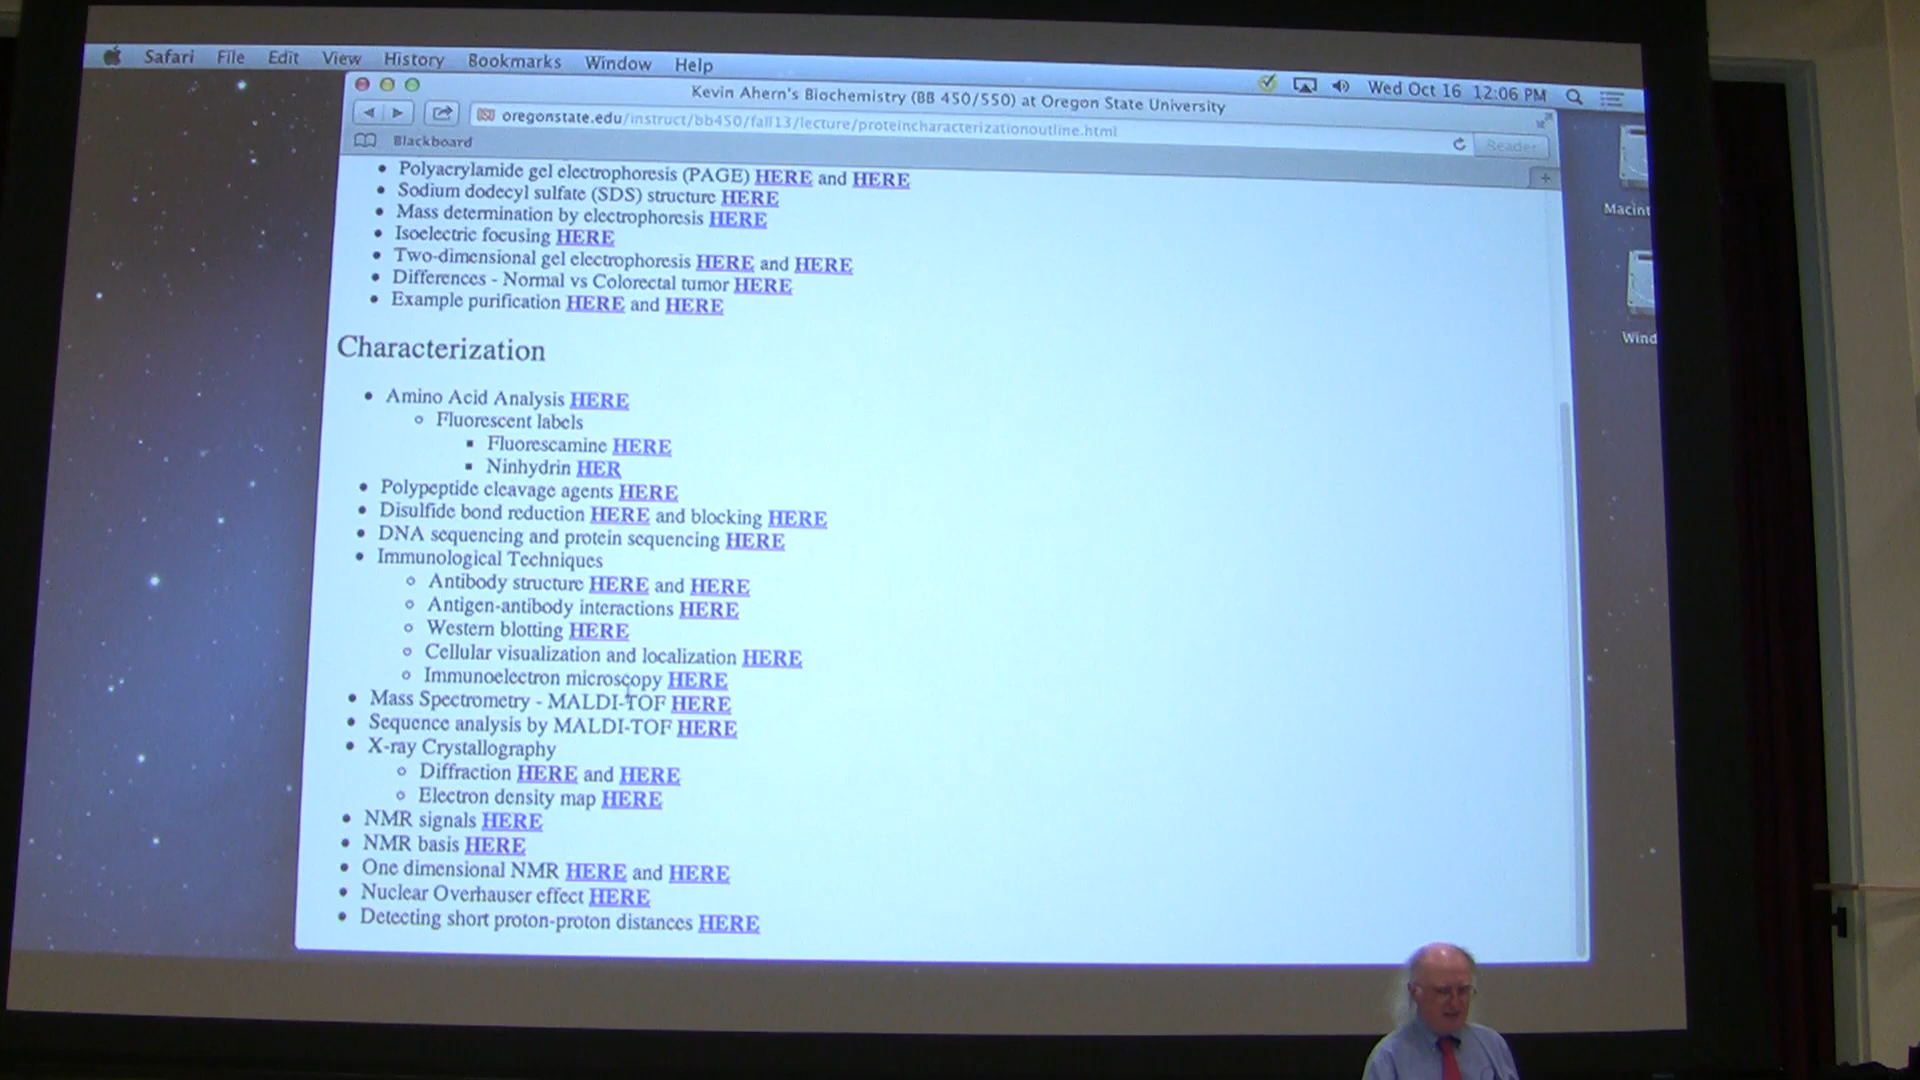 Safari File Edit View History Bookmarks Window Help
Wed Oct 16 12:06 PM
Kevin Ahern's Biochemistry (BB 450/550) at Oregon State University
oregonstate.edu/instruct/bb450/fall13/lecture/proteincharacterizationoutline.html
Reader
Blackboard
Polyacrylamide gel electrophoresis (PAGE) HERE and HERE
Sodium dodecyl sulfate (SDS) structure HERE
Mass determination by electrophoresis HERE
Isoelectric focusing HERE
Two-dimensional gel electrophoresis HERE and HERE
Differences - Normal vs Colorectal tumor HERE
Example purification HERE and HERE
Characterization
Amino Acid Analysis HERE
Fluorescent labels
Fluorescamine HERE
Ninhydrin HER
Polypeptide cleavage agents HERE
Disulfide bond reduction HERE and blocking HERE
DNA sequencing and protein sequencing HERE
Immunological Techniques
Antibody structure HERE and HERE
Antigen-antibody interactions HERE
Western blotting HERE
Cellular visualization and localization HERE
Immunoelectron microscopy HERE
Mass Spectrometry - MALDI-TOF HERE
Sequence analysis by MALDI-TOF HERE
X-ray Crystallography
Diffraction HERE and HERE
Electron density map HERE
NMR signals HERE
NMR basis HERE
One dimensional NMR HERE and HERE
Nuclear Overhauser effect HERE
Detecting short proton-proton distances HERE
Macint
Wind